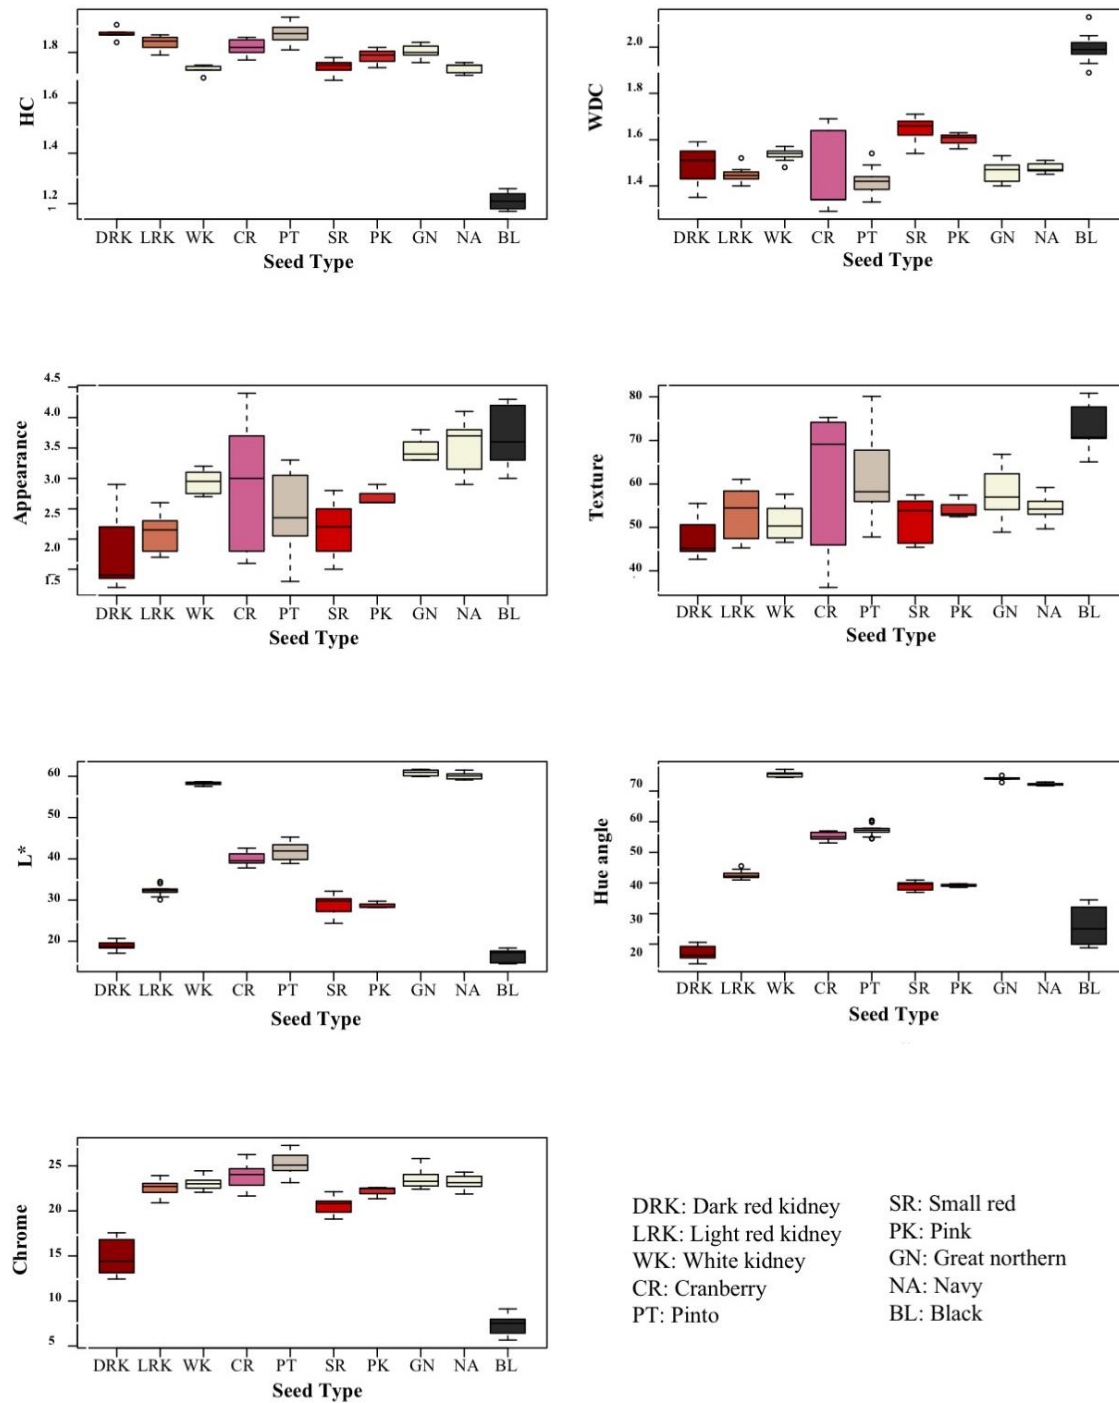 HC
1.8
1.6
1.4
1.2
DRK LRK WK CR PT SR PK GN NA BL
Seed Type
WDC
2.0
1.8
1.6
1.4
DRK LRK WK CR PT SR PK GN NA BL
Seed Type
Appearance
4.5
4.0
3.5
3.0
2.5
2.0
1.5
DRK LRK WK CR PT SR PK GN NA BL
Seed Type
Texture
80
70
60
50
40
DRK LRK WK CR PT SR PK GN NA BL
Seed Type
L*
60
50
40
30
20
DRK LRK WK CR PT SR PK GN NA BL
Seed Type
Hue angle
70
60
50
40
30
20
DRK LRK WK CR PT SR PK GN NA BL
Seed Type
Chrome
25
20
15
10
5
DRK LRK WK CR PT SR PK GN NA BL
Seed Type
DRK: Dark red kidney
LRK: Light red kidney
WK: White kidney
CR: Cranberry
PT: Pinto
SR: Small red
PK: Pink
GN: Great northern
NA: Navy
BL: Black